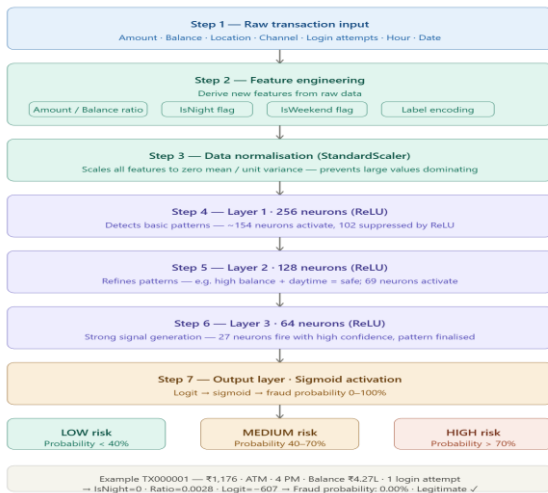 Step 1 — Raw transaction input
Amount · Balance · Location · Channel · Login attempts · Hour · Date
Step 2 — Feature engineering
Derive new features from raw data
Amount / Balance ratio IsNight flag IsWeekend flag Label encoding
Step 3 — Data normalisation (StandardScaler)
Scales all features to zero mean / unit variance — prevents large values dominating
Step 4 — Layer 1 · 256 neurons (ReLU)
Detects basic patterns — ~154 neurons activate, 102 suppressed by ReLU
Step 5 — Layer 2 · 128 neurons (ReLU)
Refines patterns — e.g. high balance + daytime = safe; 69 neurons activate
Step 6 — Layer 3 · 64 neurons (ReLU)
Strong signal generation — 27 neurons fire with high confidence, pattern finalised
Step 7 — Output layer · Sigmoid activation
Logit → sigmoid → fraud probability 0–100%
LOW risk MEDIUM risk HIGH risk
Probability < 40% Probability 40–70% Probability > 70%
Example TX000001 — ₹1,176 · ATM · 4 PM · Balance ₹4.27L · 1 login attempt
→ IsNight=0 · Ratio=0.0028 · Logit=−607 → Fraud probability: 0.00% · Legitimate ✓